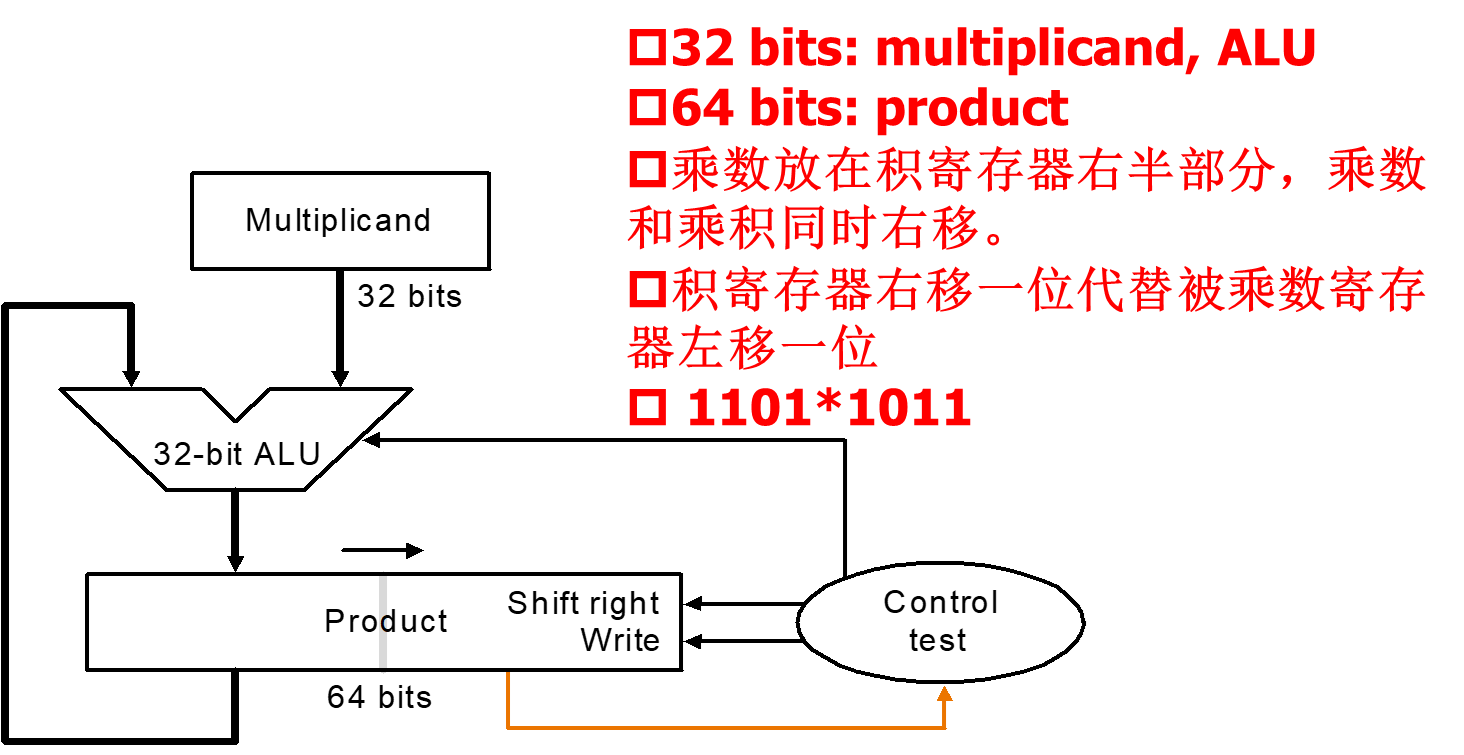 □32 bits: multiplicand, ALU
□64 bits: product
□乘数放在积寄存器右半部分，乘数
和乘积同时右移。
□积寄存器右移一位代替被乘数寄存
器左移一位
□ 1101*1011
Multiplicand
32 bits
32-bit ALU
Product
Shift right
Write
64 bits
Control
test